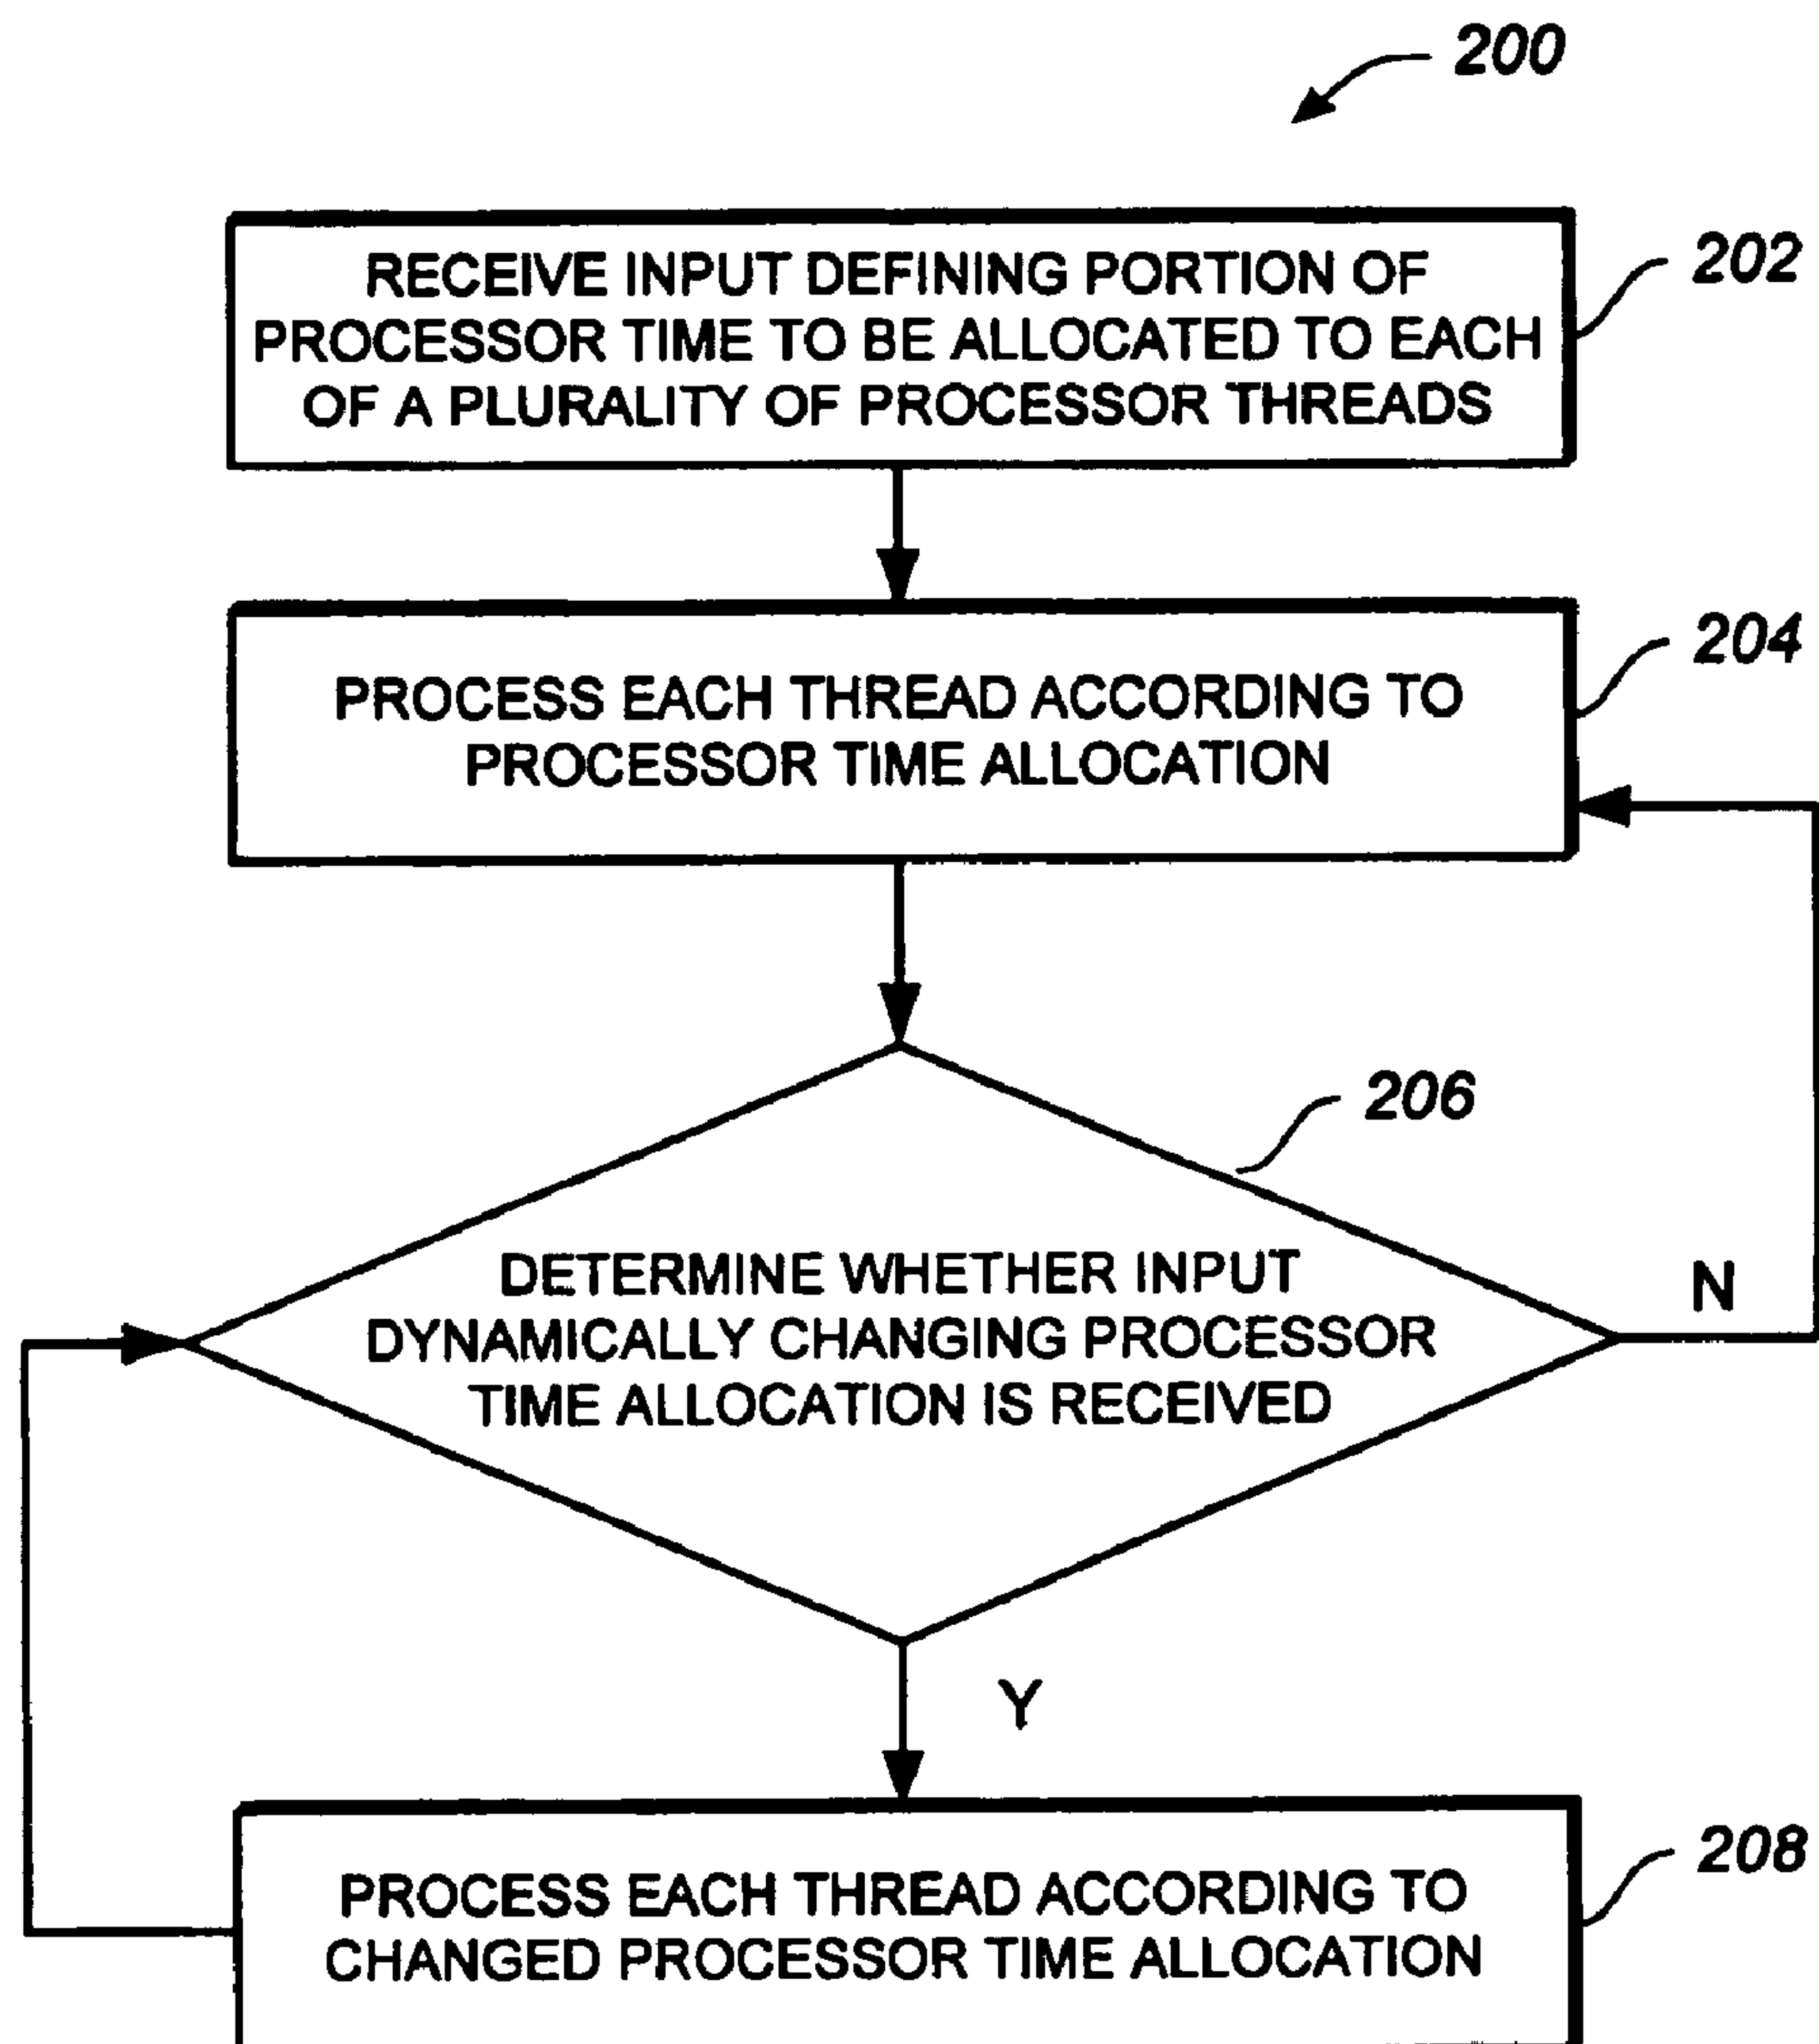 200
RECEIVE INPUT DEFINING PORTION OF
PROCESSOR TIME TO BE ALLOCATED TO EACH
OF A PLURALITY OF PROCESSOR THREADS
202
PROCESS EACH THREAD ACCORDING TO
PROCESSOR TIME ALLOCATION
204
206
DETERMINE WHETHER INPUT
DYNAMICALLY CHANGING PROCESSOR
TIME ALLOCATION IS RECEIVED
N
Y
PROCESS EACH THREAD ACCORDING TO
CHANGED PROCESSOR TIME ALLOCATION
208